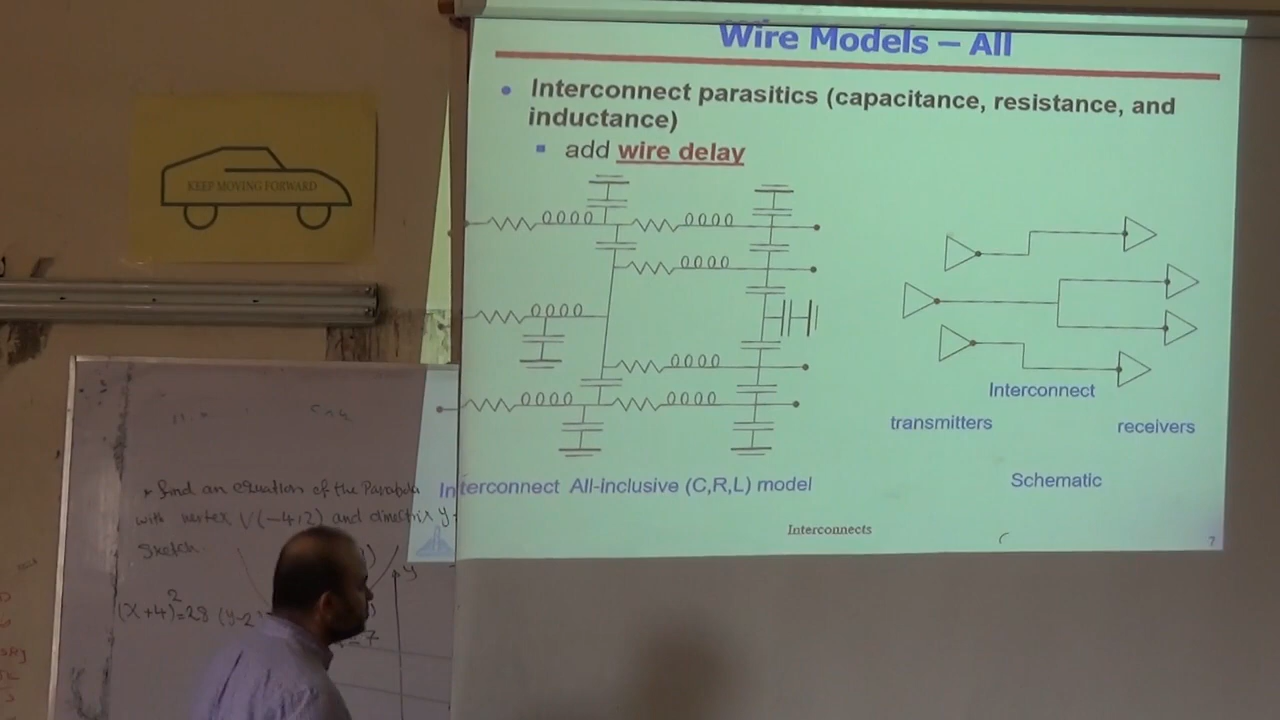 Wire Models – All
• Interconnect parasitics (capacitance, resistance, and
inductance)
▪ add wire delay
KEEP MOVING FORWARD
Interconnect
transmitters
receivers
Interconnect All-inclusive (C,R,L) model
Schematic
Interconnects
7
* find an equation of the Parabola
with vertex V(-4,2) and directrix y
Sketch
y
(x+4)²=28 (y-2
7